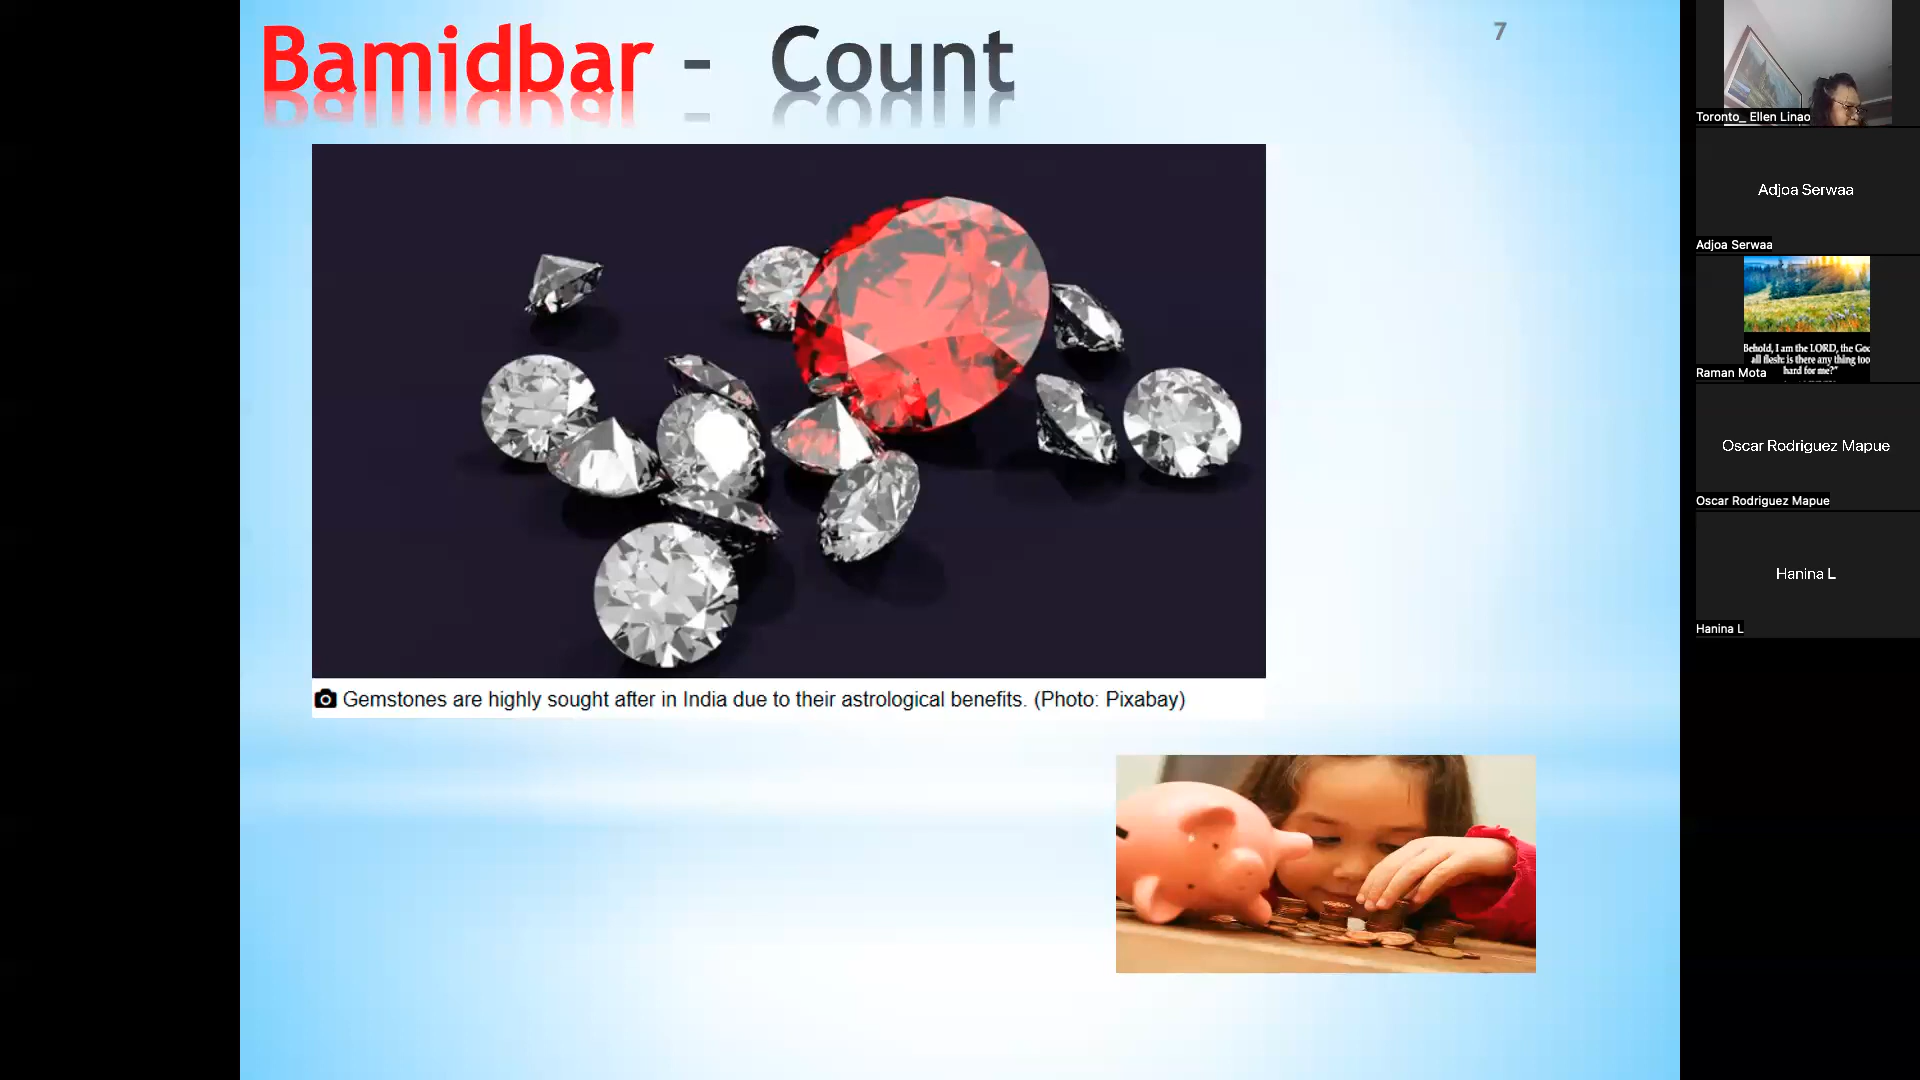 Bamidbar - Count
7
Gemstones are highly sought after in India due to their astrological benefits. (Photo: Pixabay)
Toronto_ Ellen Linao
Adjoa Serwaa
Adjoa Serwaa
Behold, I am the LORD, the Go
all flesh: is there any thing too
hard for me?"
Raman Mota
Oscar Rodriguez Mapue
Oscar Rodriguez Mapue
Hanina L
Hanina L